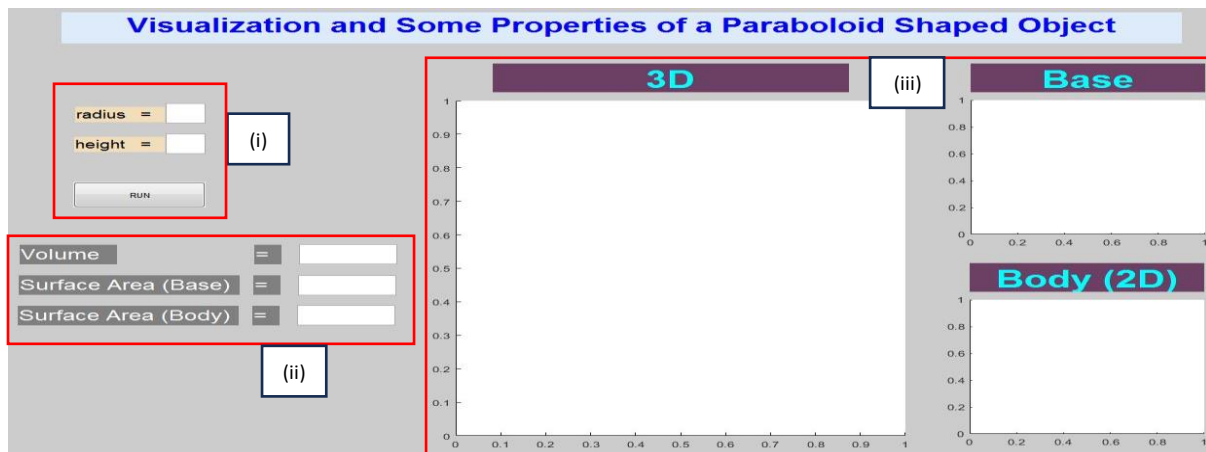 Visualization and Some Properties of a Paraboloid Shaped Object
radius =
height =
RUN
(i)
Volume =
Surface Area (Base) =
Surface Area (Body) =
(ii)
3D
(iii)
1
0.9
0.8
0.7
0.6
0.5
0.4
0.3
0.2
0.1
0
0 0.1 0.2 0.3 0.4 0.5 0.6 0.7 0.8 0.9 1
Base
1
0.8
0.6
0.4
0.2
0
0 0.2 0.4 0.6 0.8 1
Body (2D)
1
0.8
0.6
0.4
0.2
0
0 0.2 0.4 0.6 0.8 1